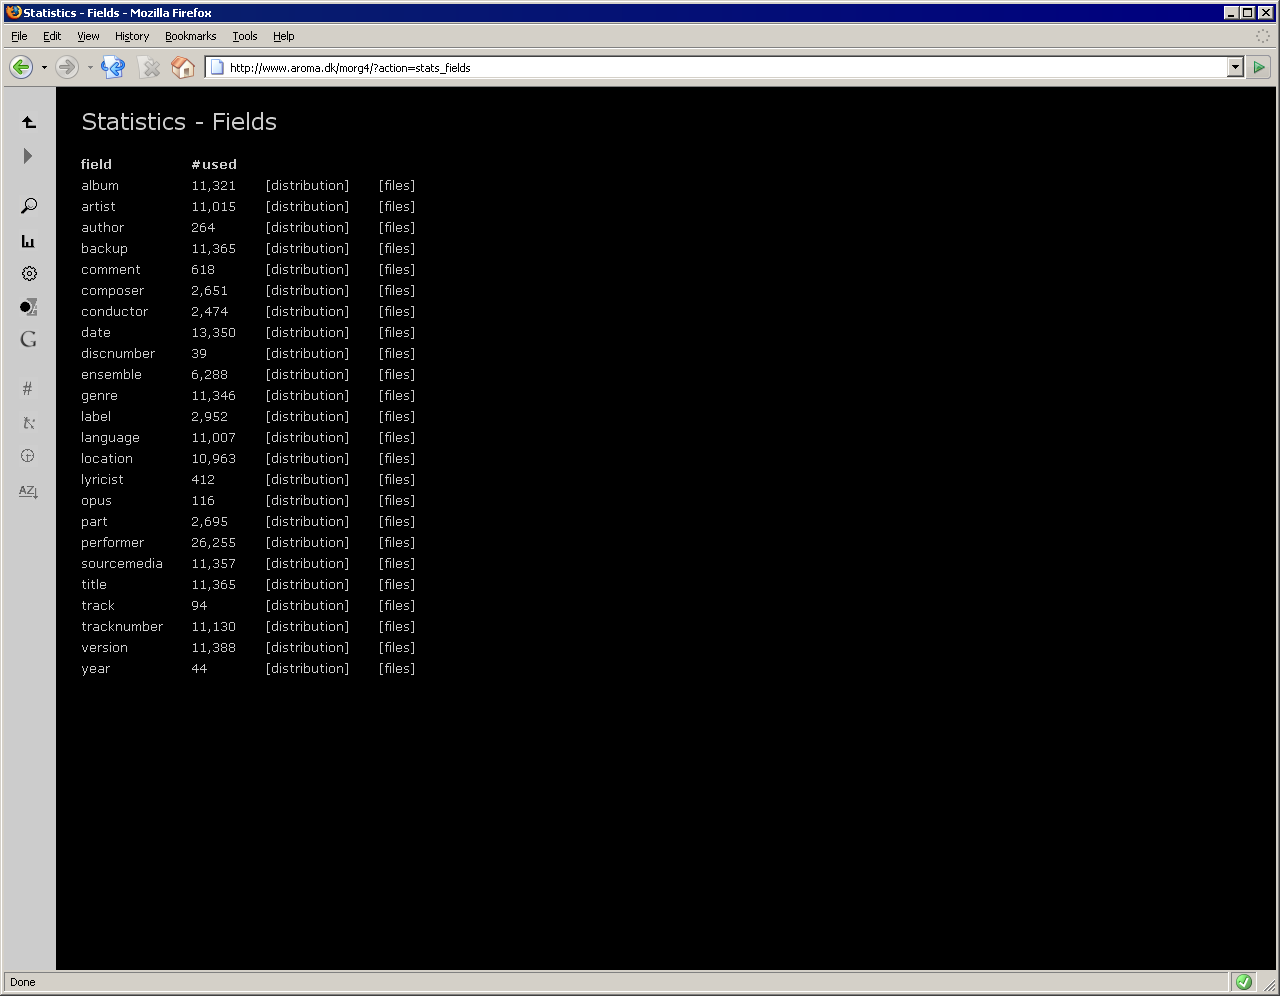 Statistics - Fields - Mozilla Firefox
File Edit View History Bookmarks Tools Help
http://www.aroma.dk/morg4/?action=stats_fields
Statistics - Fields
field #used
album 11,321 [distribution] [files]
artist 11,015 [distribution] [files]
author 264 [distribution] [files]
backup 11,365 [distribution] [files]
comment 618 [distribution] [files]
composer 2,651 [distribution] [files]
conductor 2,474 [distribution] [files]
date 13,350 [distribution] [files]
discnumber 39 [distribution] [files]
ensemble 6,288 [distribution] [files]
genre 11,346 [distribution] [files]
label 2,952 [distribution] [files]
language 11,007 [distribution] [files]
location 10,963 [distribution] [files]
lyricist 412 [distribution] [files]
opus 116 [distribution] [files]
part 2,695 [distribution] [files]
performer 26,255 [distribution] [files]
sourcemedia 11,357 [distribution] [files]
title 11,365 [distribution] [files]
track 94 [distribution] [files]
tracknumber 11,130 [distribution] [files]
version 11,388 [distribution] [files]
year 44 [distribution] [files]
G
#
AZ
Done